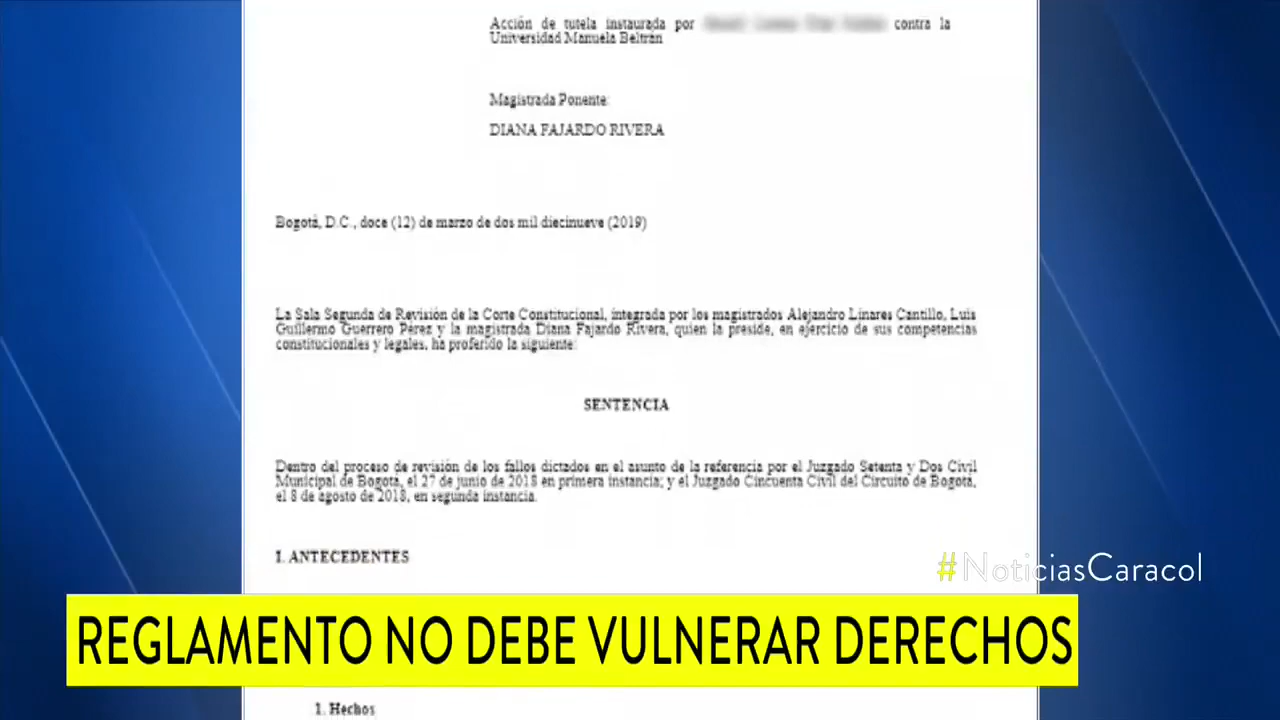 Acción de tutela instaurada por contra la
Universidad Manuela Beltrán
Magistrada Ponente:
DIANA FAJARDO RIVERA
Bogotá, D.C., doce (12) de marzo de dos mil diecinueve (2019)
La Sala Segunda de Revisión de la Corte Constitucional, integrada por los magistrados Alejandro Linares Cantillo, Luis
Guillermo Guerrero Pérez y la magistrada Diana Fajardo Rivera, quien la preside, en ejercicio de sus competencias
constitucionales y legales, ha proferido la siguiente:
SENTENCIA
Dentro del proceso de revisión de los fallos dictados en el asunto de la referencia por el Juzgado Setenta y Dos Civil
Municipal de Bogotá, el 27 de junio de 2018 en primera instancia; y el Juzgado Cincuenta Civil del Circuito de Bogotá,
el 8 de agosto de 2018, en segunda instancia.
I. ANTECEDENTES
#NoticiasCaracol
REGLAMENTO NO DEBE VULNERAR DERECHOS
1. Hechos